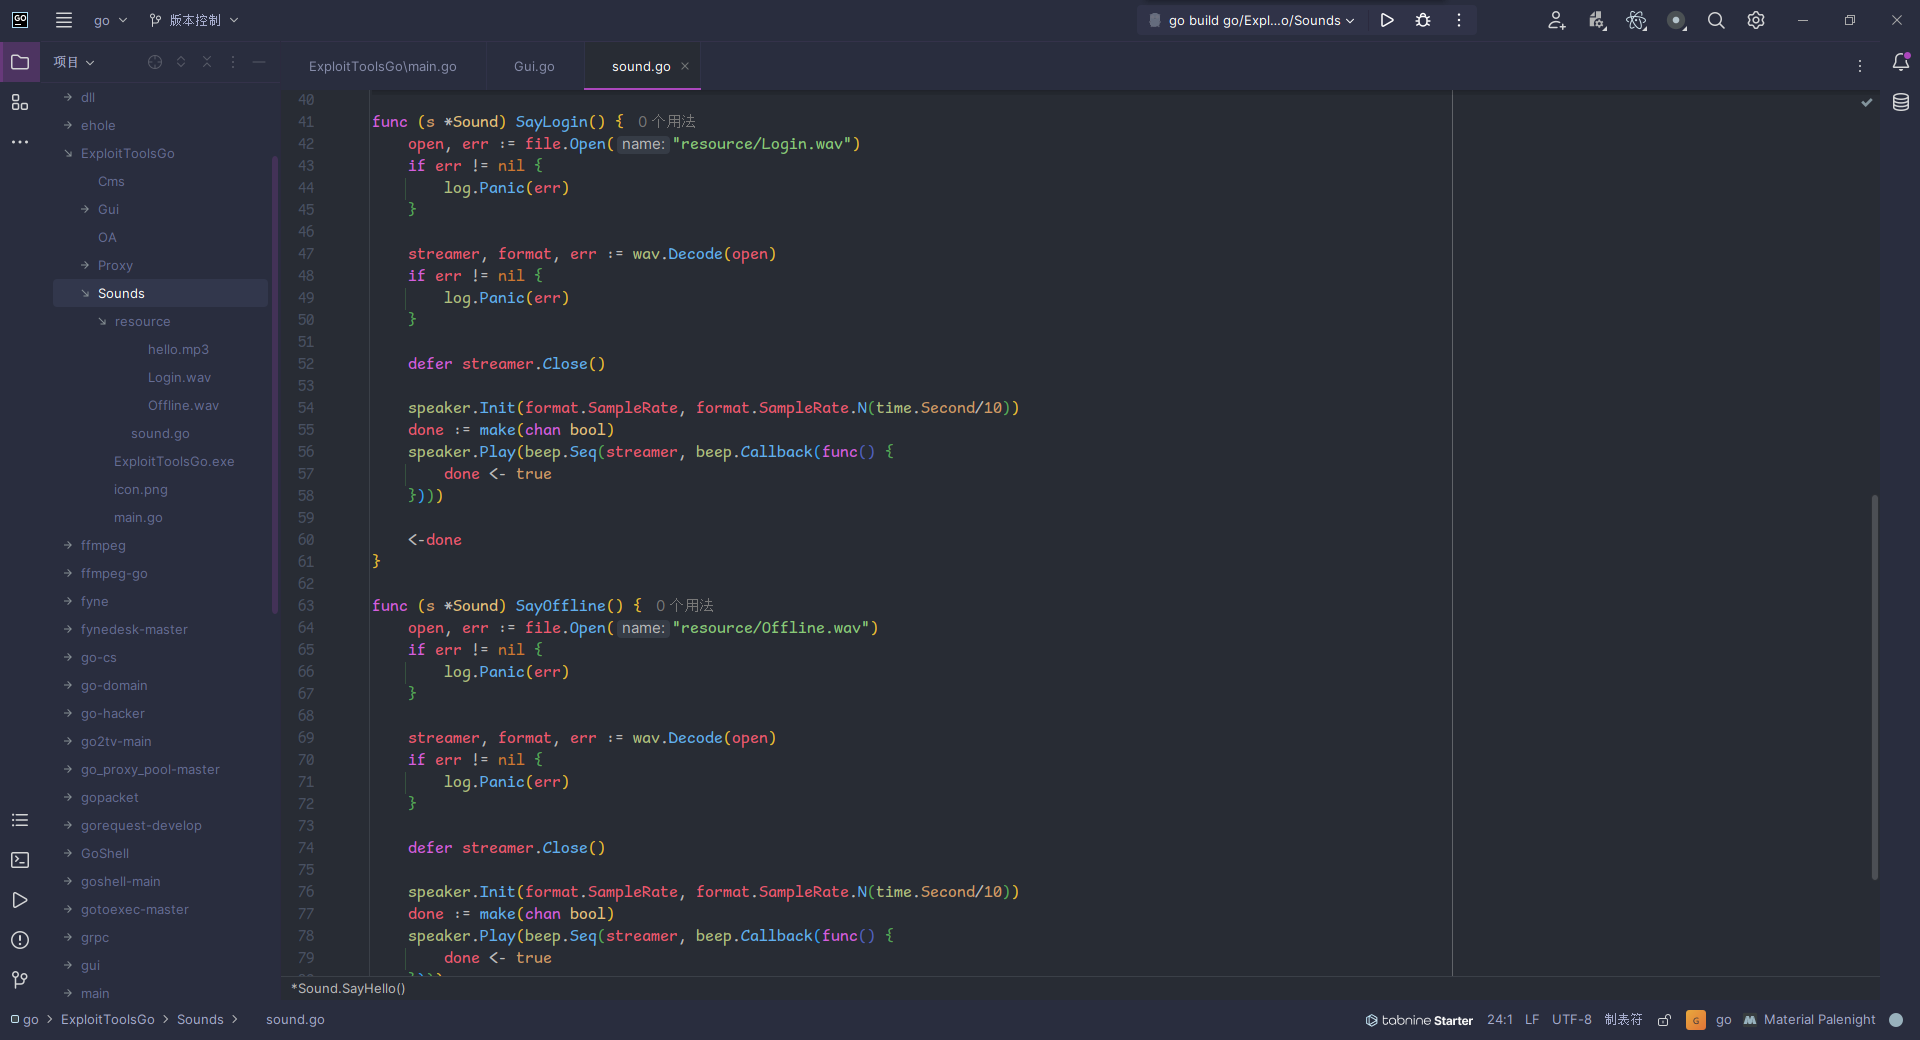 GO
go
版本控制
go build go/Expl...o/Sounds
项目
ExploitToolsGo\main.go
Gui.go
sound.go
dll
ehole
ExploitToolsGo
Cms
Gui
OA
Proxy
Sounds
resource
hello.mp3
Login.wav
Offline.wav
sound.go
ExploitToolsGo.exe
icon.png
main.go
ffmpeg
ffmpeg-go
fyne
fynedesk-master
go-cs
go-domain
go-hacker
go2tv-main
go_proxy_pool-master
gopacket
gorequest-develop
GoShell
goshell-main
gotoexec-master
grpc
gui
main
40
41 func (s *Sound) SayLogin() { 0 个用法
42 open, err := file.Open( name: "resource/Login.wav")
43 if err != nil {
44 log.Panic(err)
45 }
46
47 streamer, format, err := wav.Decode(open)
48 if err != nil {
49 log.Panic(err)
50 }
51
52 defer streamer.Close()
53
54 speaker.Init(format.SampleRate, format.SampleRate.N(time.Second/10))
55 done := make(chan bool)
56 speaker.Play(beep.Seq(streamer, beep.Callback(func() {
57 done <- true
58 })))
59
60 <-done
61 }
62
63 func (s *Sound) SayOffline() { 0 个用法
64 open, err := file.Open( name: "resource/Offline.wav")
65 if err != nil {
66 log.Panic(err)
67 }
68
69 streamer, format, err := wav.Decode(open)
70 if err != nil {
71 log.Panic(err)
72 }
73
74 defer streamer.Close()
75
76 speaker.Init(format.SampleRate, format.SampleRate.N(time.Second/10))
77 done := make(chan bool)
78 speaker.Play(beep.Seq(streamer, beep.Callback(func() {
79 done <- true
*Sound.SayHello()
go > ExploitToolsGo > Sounds > sound.go
tabnine Starter 24:1 LF UTF-8 制表符 G go Material Palenight